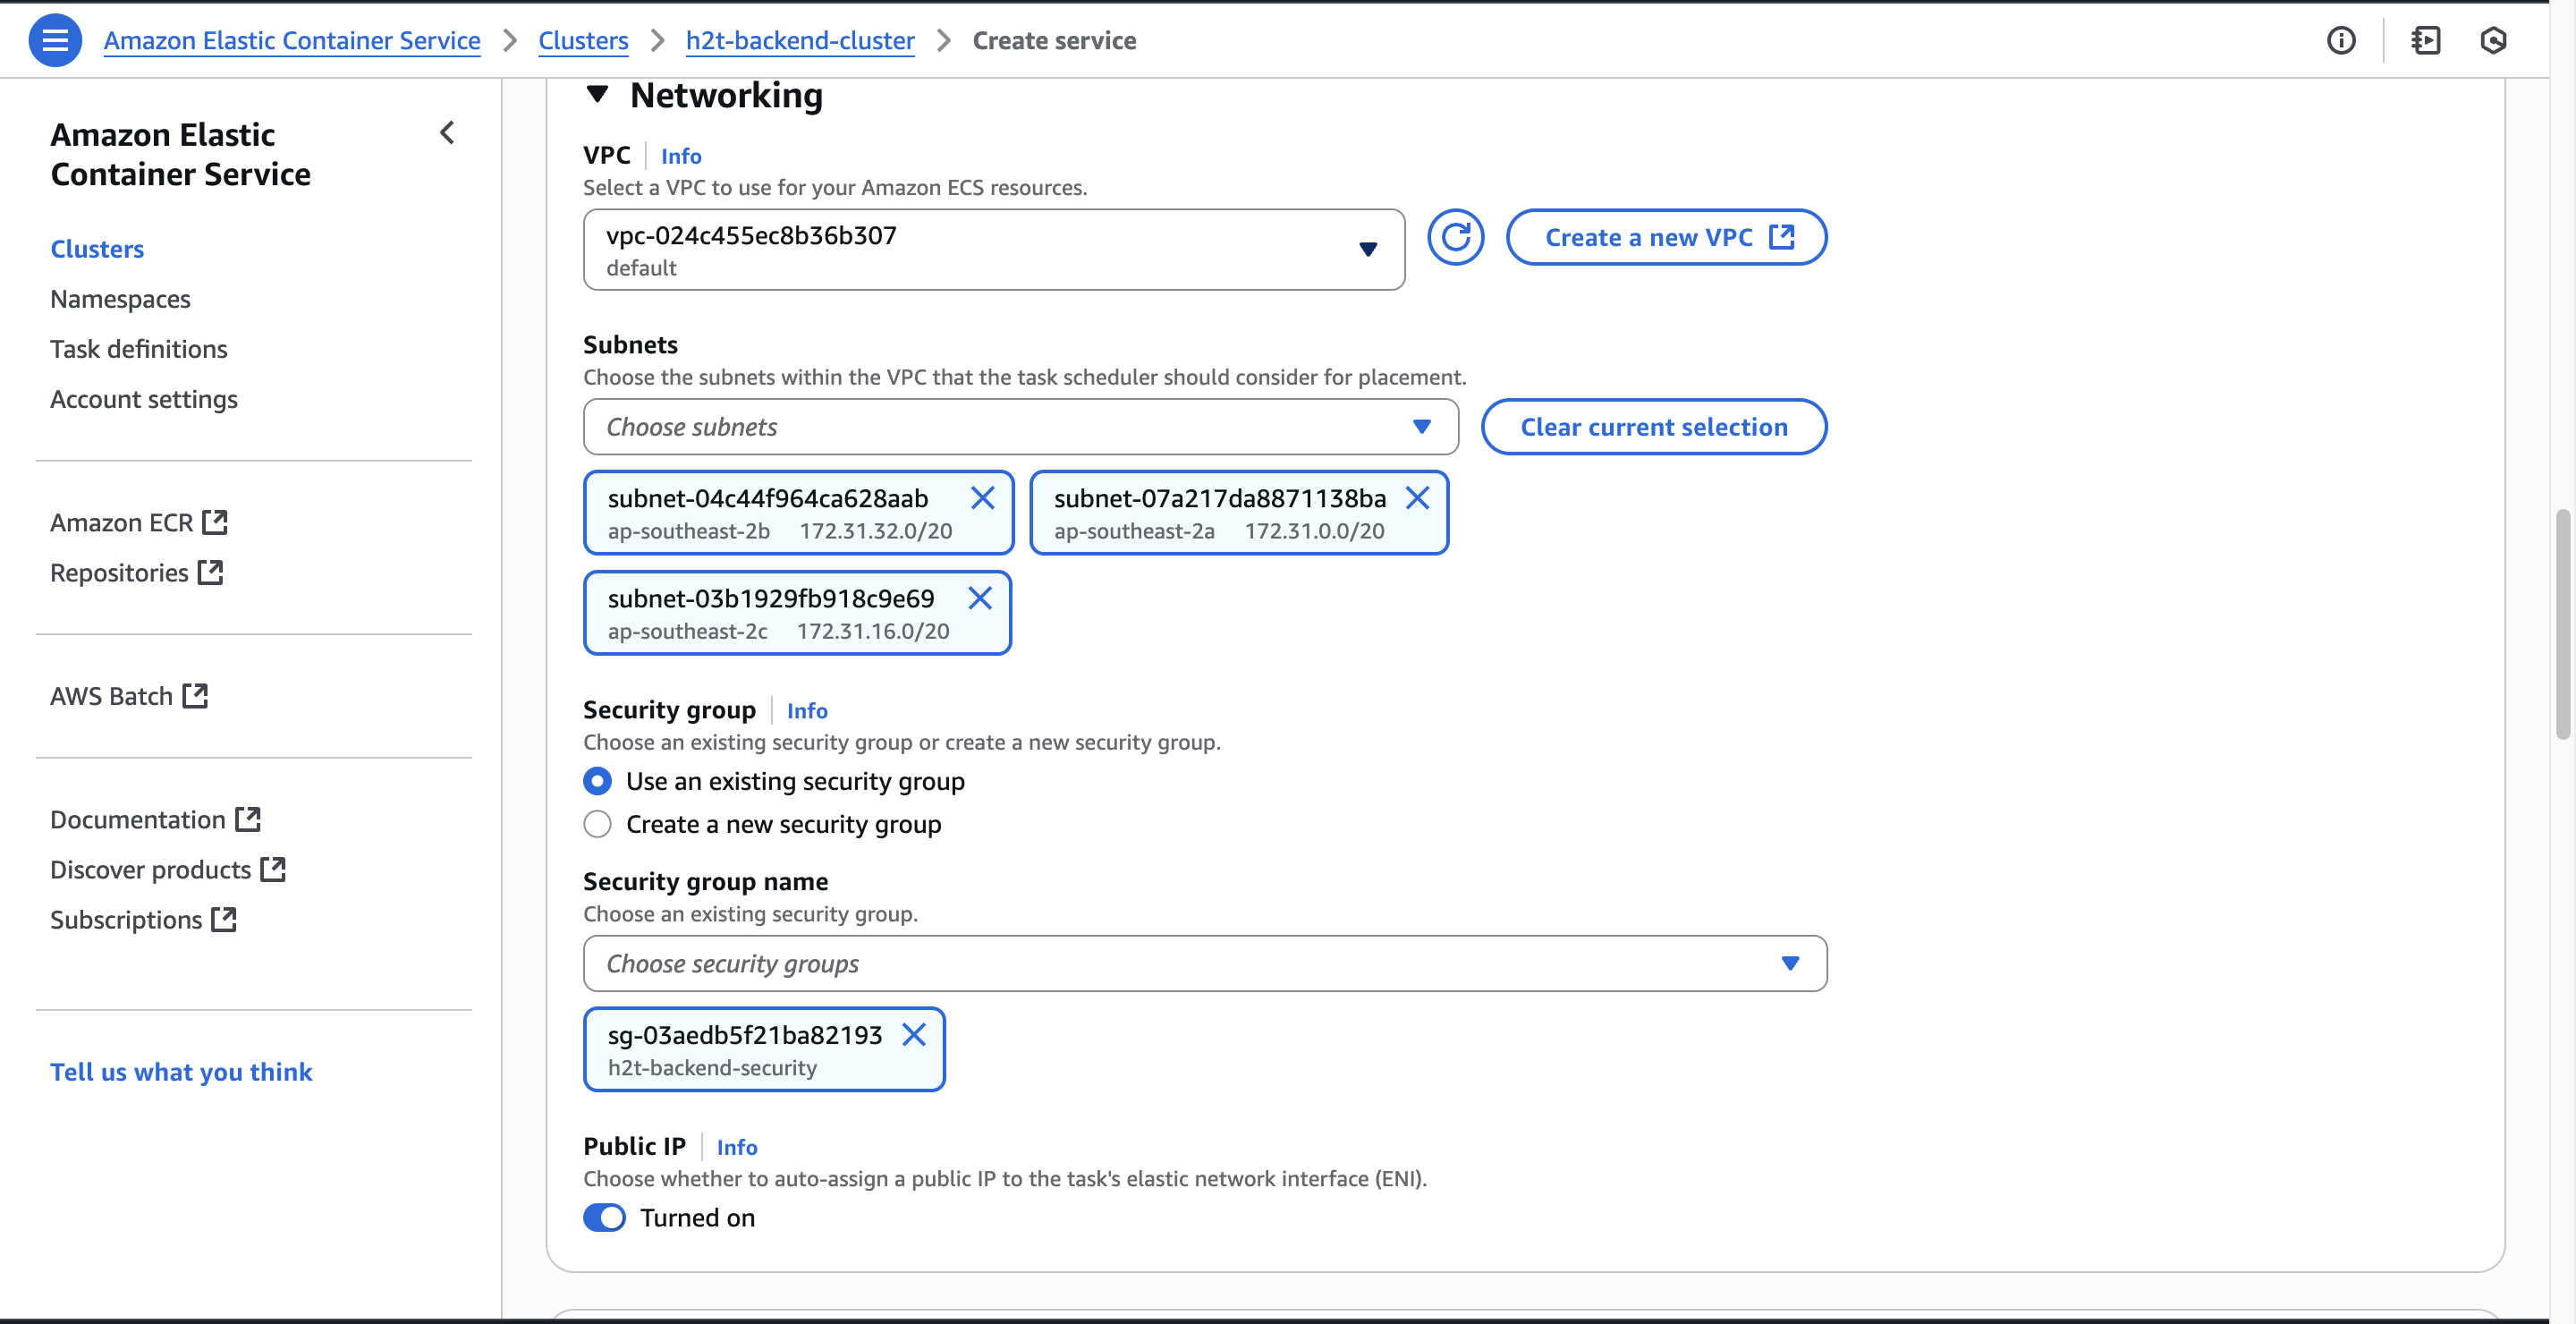 Amazon Elastic Container Service > Clusters > h2t-backend-cluster > Create service
Amazon Elastic
Container Service
Clusters
Namespaces
Task definitions
Account settings
Amazon ECR
Repositories
AWS Batch
Documentation
Discover products
Subscriptions
Tell us what you think
Networking
VPC Info
Select a VPC to use for your Amazon ECS resources.
vpc-024c455ec8b36b307
default
Create a new VPC
Subnets
Choose the subnets within the VPC that the task scheduler should consider for placement.
Choose subnets
Clear current selection
subnet-04c44f964ca628aab
ap-southeast-2b 172.31.32.0/20
subnet-07a217da8871138ba
ap-southeast-2a 172.31.0.0/20
subnet-03b1929fb918c9e69
ap-southeast-2c 172.31.16.0/20
Security group Info
Choose an existing security group or create a new security group.
Use an existing security group
Create a new security group
Security group name
Choose an existing security group.
Choose security groups
sg-03aedb5f21ba82193
h2t-backend-security
Public IP Info
Choose whether to auto-assign a public IP to the task's elastic network interface (ENI).
Turned on